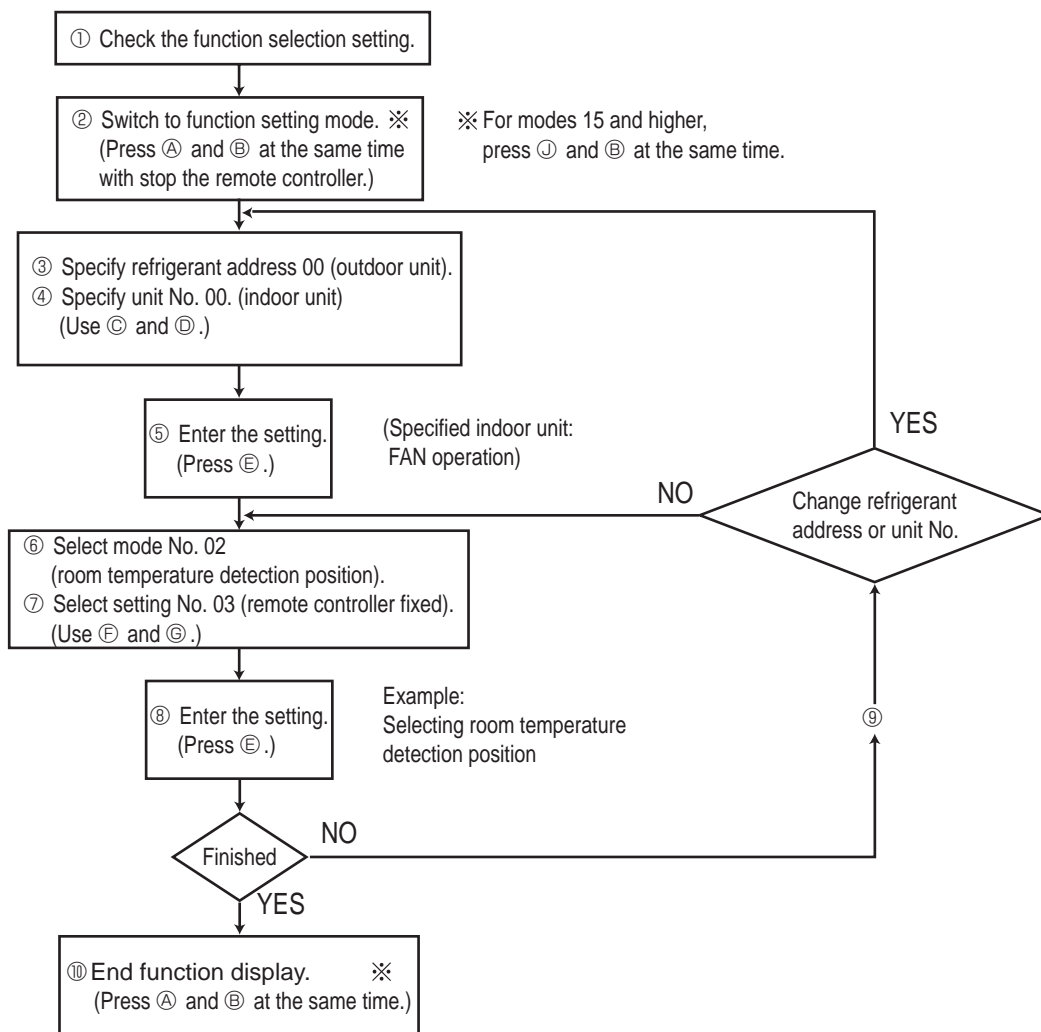 ① Check the function selection setting.
② Switch to function setting mode. ※
(Press Ⓐ and Ⓑ at the same time
with stop the remote controller.)
※ For modes 15 and higher,
press Ⓙ and Ⓑ at the same time.
③ Specify refrigerant address 00 (outdoor unit).
④ Specify unit No. 00. (indoor unit)
(Use Ⓒ and Ⓓ.)
⑤ Enter the setting.
(Press Ⓔ.)
(Specified indoor unit:
FAN operation)
YES
NO
Change refrigerant
address or unit No.
⑥ Select mode No. 02
(room temperature detection position).
⑦ Select setting No. 03 (remote controller fixed).
(Use Ⓕ and Ⓖ.)
⑧ Enter the setting.
(Press Ⓔ.)
Example:
Selecting room temperature
detection position
⑨
Finished
NO
YES
⑩ End function display. ※
(Press Ⓐ and Ⓑ at the same time.)